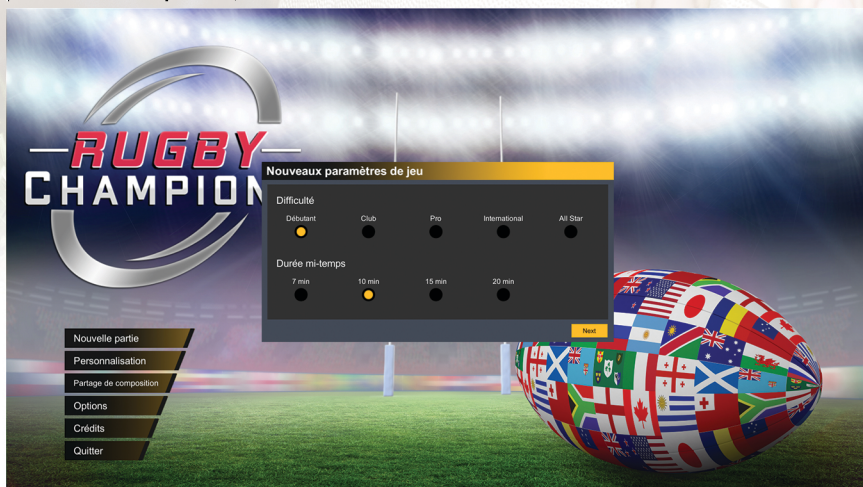 RUGBY
CHAMPION
Nouveaux paramètres de jeu
Difficulté
Débutant Club Pro International All Star
Durée mi-temps
7 min 10 min 15 min 20 min
Next
Nouvelle partie
Personnalisation
Partage de composition
Options
Crédits
Quitter